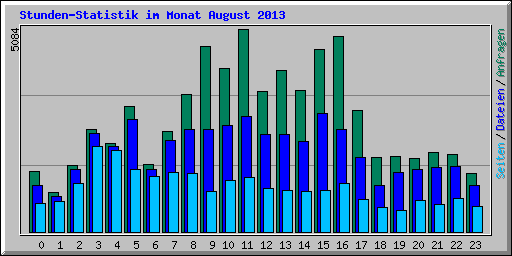 Stunden-Statistik im Monat August 2013
5084
Seiten / Dateien / Anfragen
0 1 2 3 4 5 6 7 8 9 10 11 12 13 14 15 16 17 18 19 20 21 22 23